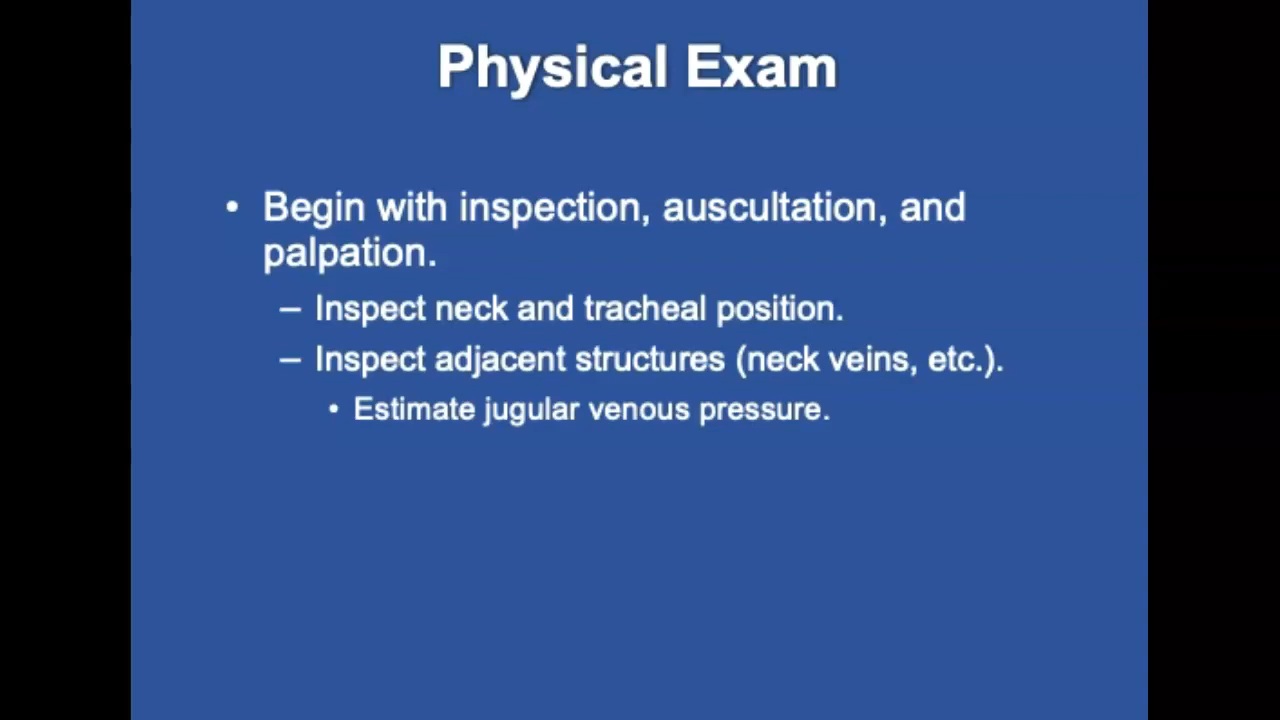 Physical Exam
• Begin with inspection, auscultation, and
palpation.
– Inspect neck and tracheal position.
– Inspect adjacent structures (neck veins, etc.).
• Estimate jugular venous pressure.